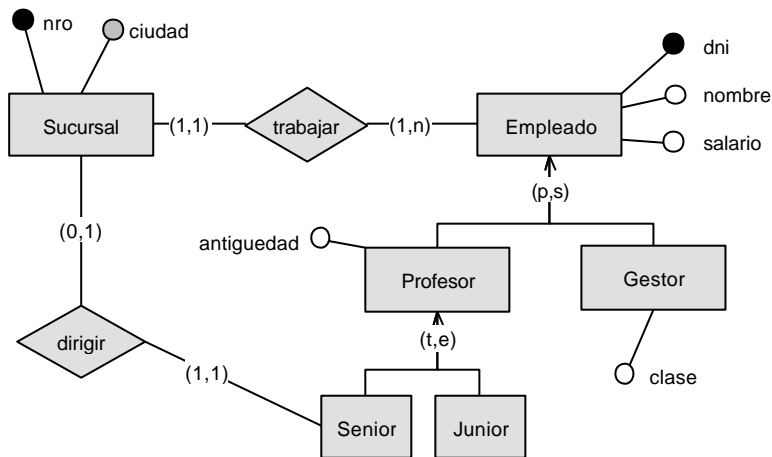 nro
ciudad
dni
nombre
salario
Sucursal
(1,1)
trabajar
(1,n)
Empleado
(p,s)
(0,1)
antiguedad
Profesor
Gestor
dirigir
(1,1)
(t,e)
clase
Senior
Junior